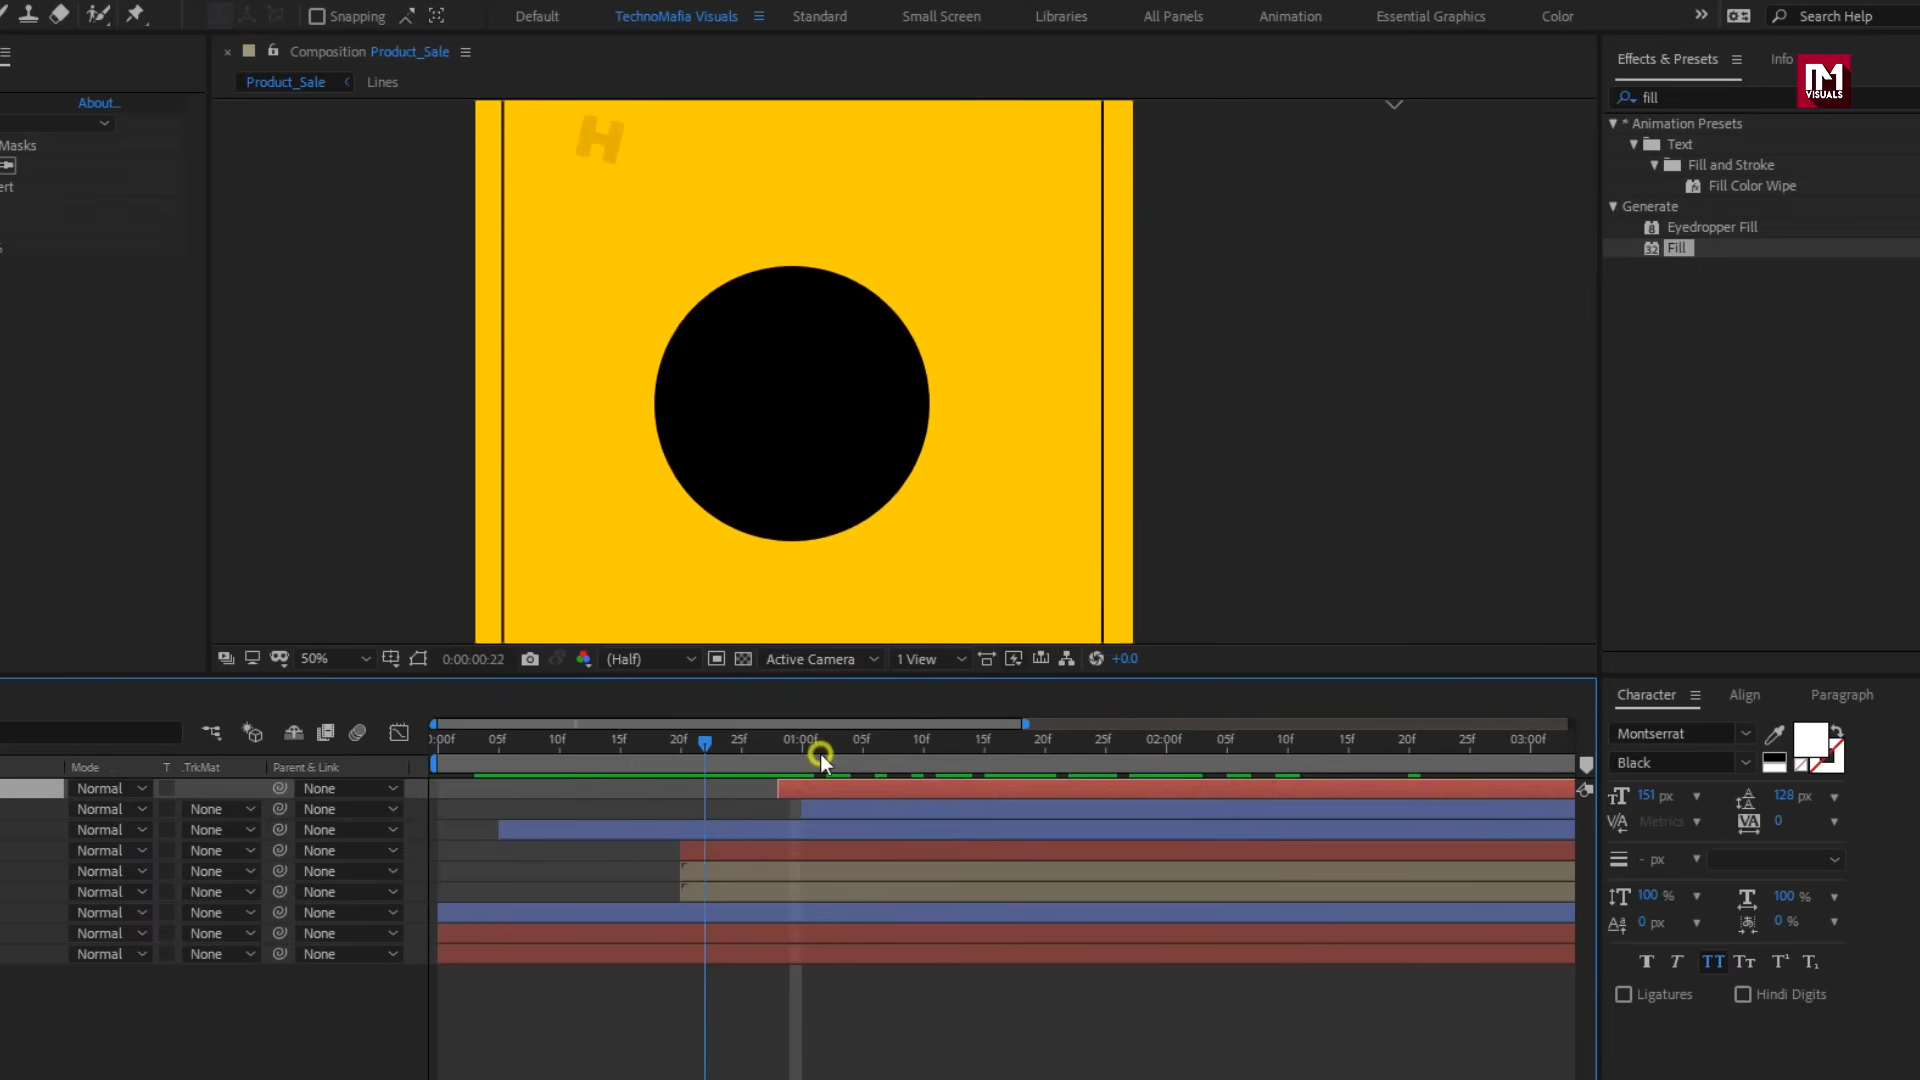 Snapping
Default
TechnoMafia Visuals
Standard
Small Screen
Libraries
All Panels
Animation
Essential Graphics
Color
Search Help
Composition Product_Sale
Effects & Presets
Info
M
VISUALS
Product_Sale
Lines
fill
About...
* Animation Presets
Text
Fill and Stroke
Fill Color Wipe
Generate
Eyedropper Fill
Fill
Masks
ert
H
50%
0:00:00:22
(Half)
Active Camera
1 View
+0.0
Character
Align
Paragraph
Montserrat
Black
:00f 05f 10f 15f 20f 25f 01:00f 05f 10f 15f 20f 25f 02:00f 05f 10f 15f 20f 25f 03:00f
Mode T .TrkMat Parent & Link
Normal None
Normal None None
Normal None None
Normal None None
Normal None None
Normal None None
Normal None None
Normal None None
Normal None None
151 px
128 px
Metrics
0
- px
100 %
100 %
0 px
0 %
T T TT Tт T¹ T₁
Ligatures
Hindi Digits